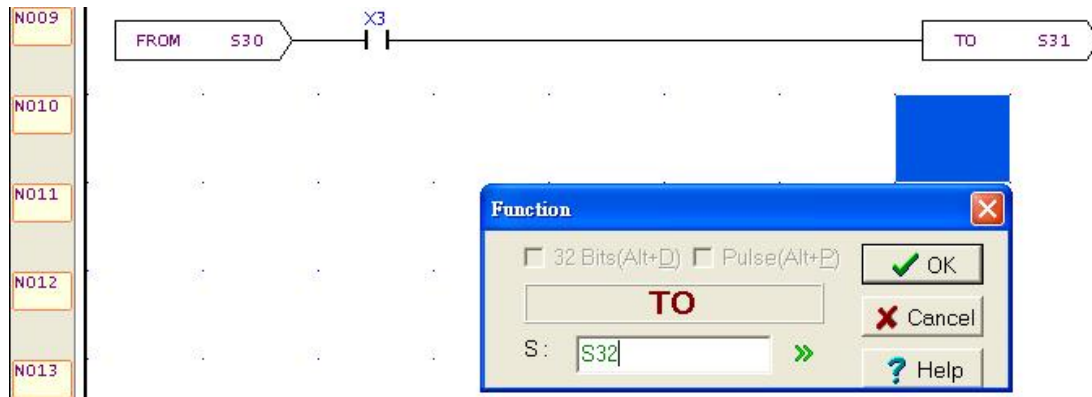 N009
X3
FROM S30
TO S31
N010
N011
Function
32 Bits(Alt+D) Pulse(Alt+P)
OK
TO
Cancel
S: S32
N012
Help
N013